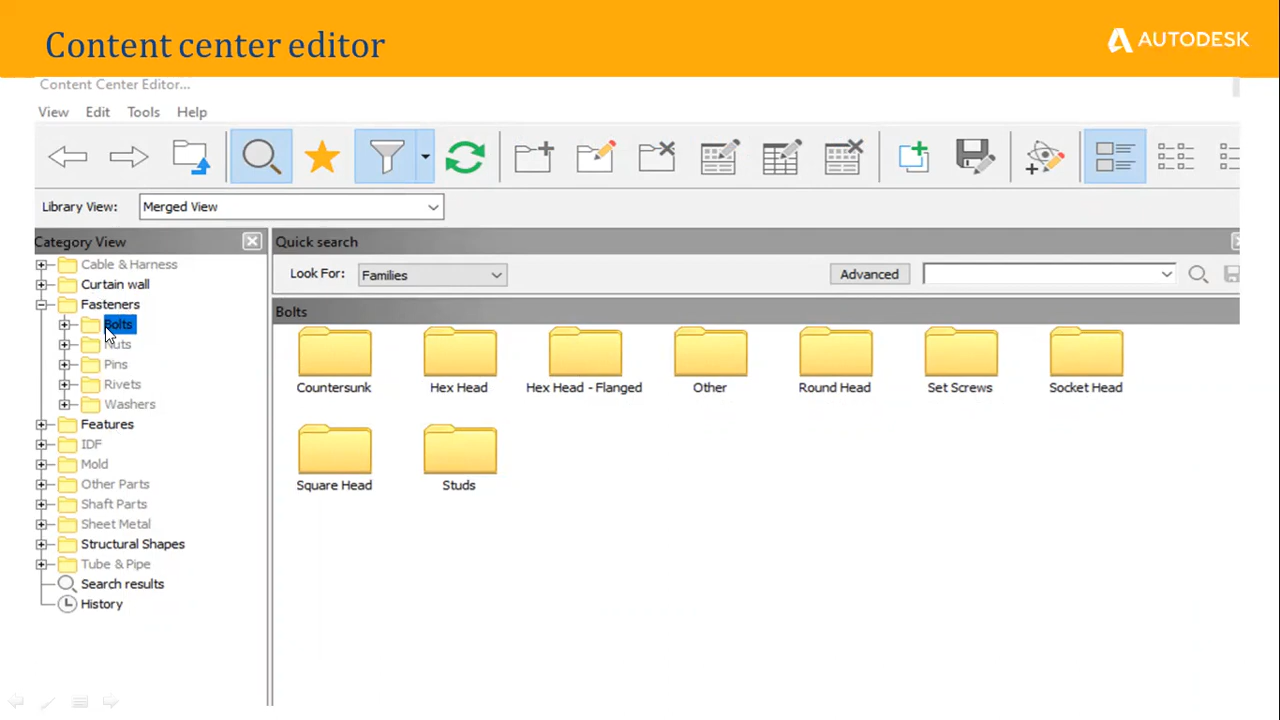 Content center editor
AUTODESK
Content Center Editor...
View Edit Tools Help
Library View: Merged View
Category View
Cable & Harness
Curtain wall
Fasteners
Bolts
Nuts
Pins
Rivets
Washers
Features
IDF
Mold
Other Parts
Shaft Parts
Sheet Metal
Structural Shapes
Tube & Pipe
Search results
History
Quick search
Look For: Families Advanced
Bolts
Countersunk Hex Head Hex Head - Flanged Other Round Head Set Screws Socket Head
Square Head Studs